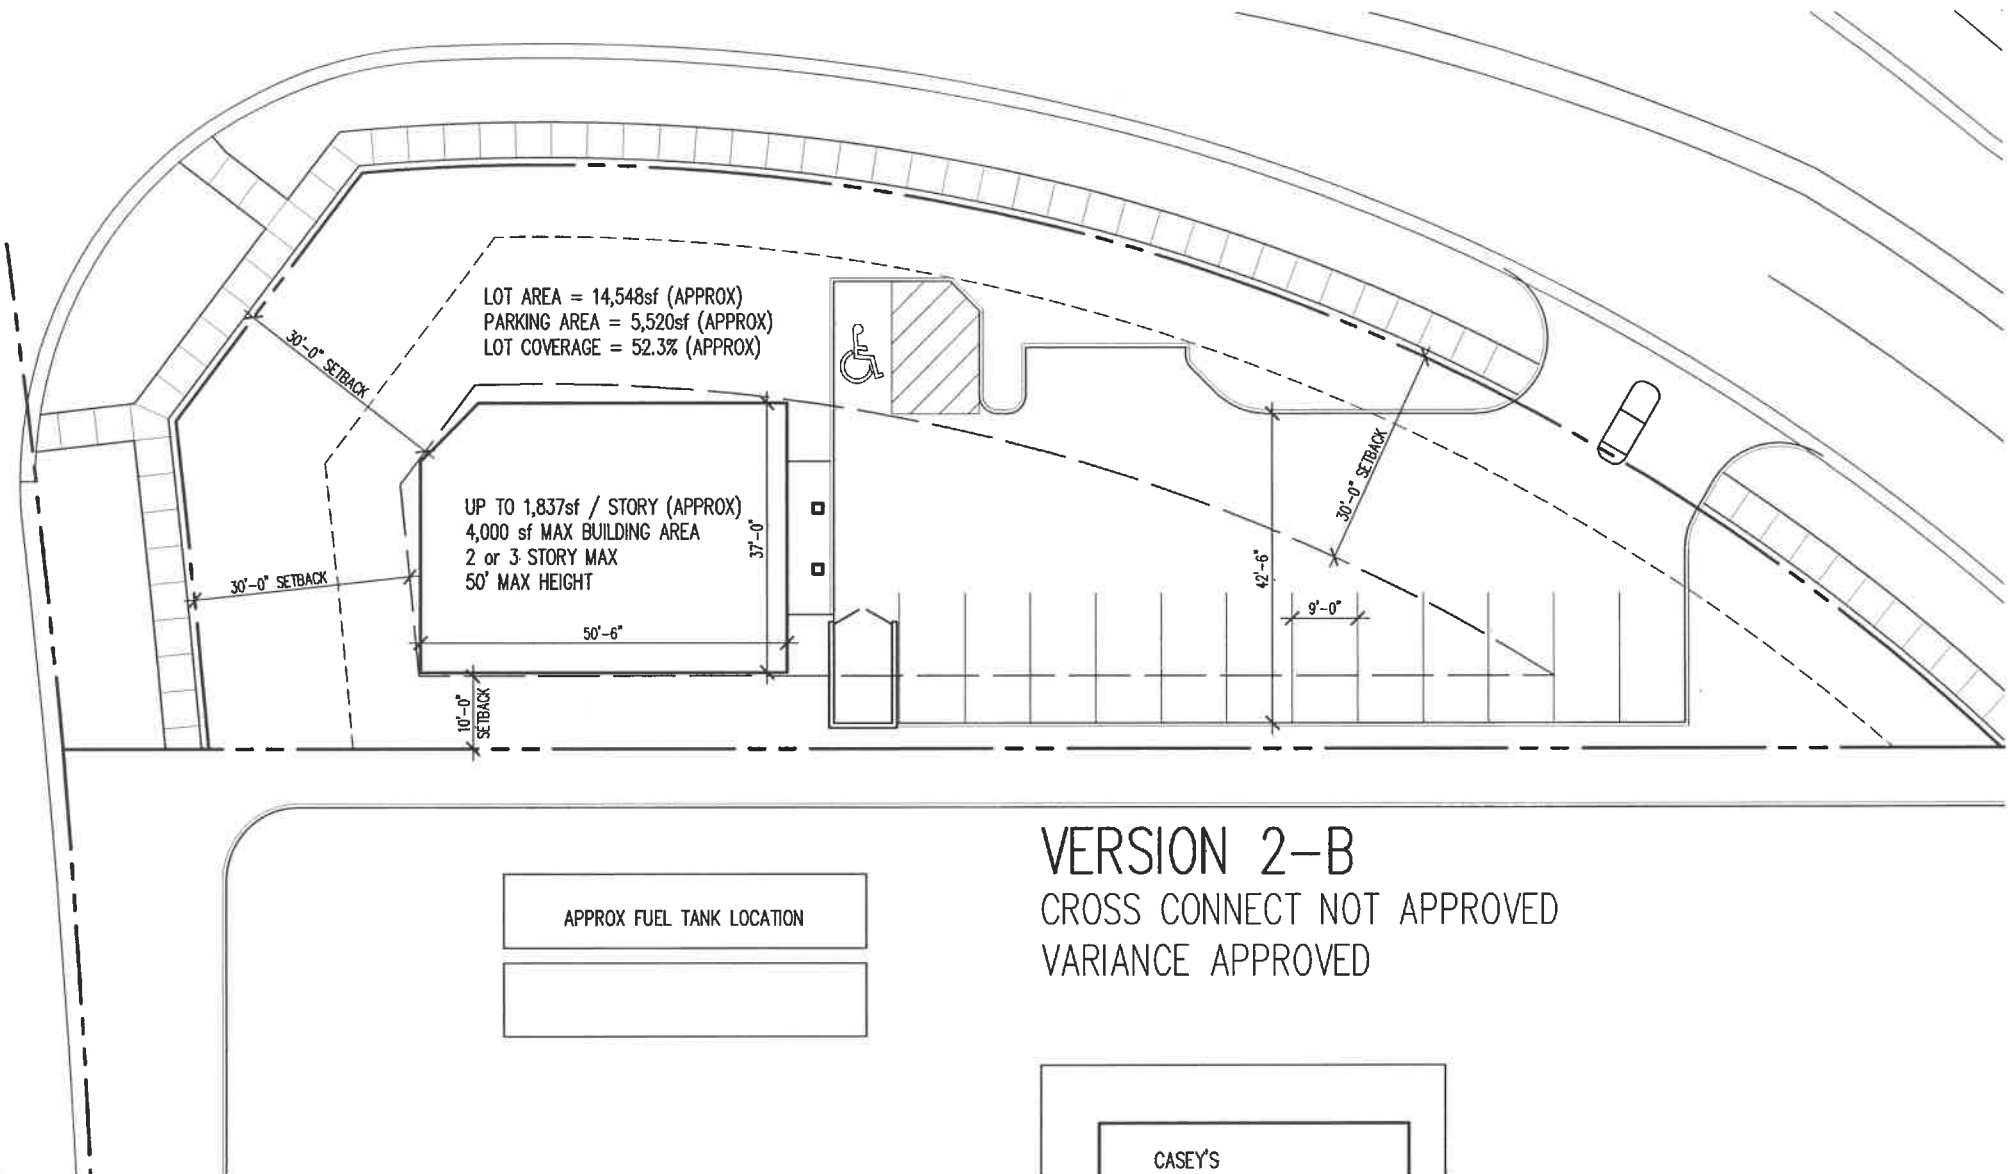 LOT AREA = 14,548sf (APPROX)
PARKING AREA = 5,520sf (APPROX)
LOT COVERAGE = 52.3% (APPROX)
30'-0" SETBACK
30'-0" SETBACK
UP TO 1,837sf / STORY (APPROX)
4,000 sf MAX BUILDING AREA
2 or 3 STORY MAX
50' MAX HEIGHT
37'-0"
30'-0" SETBACK
42'-6"
9'-0"
50'-6"
10'-0"
SETBACK
VERSION 2-B
CROSS CONNECT NOT APPROVED
VARIANCE APPROVED
APPROX FUEL TANK LOCATION
CASEY'S